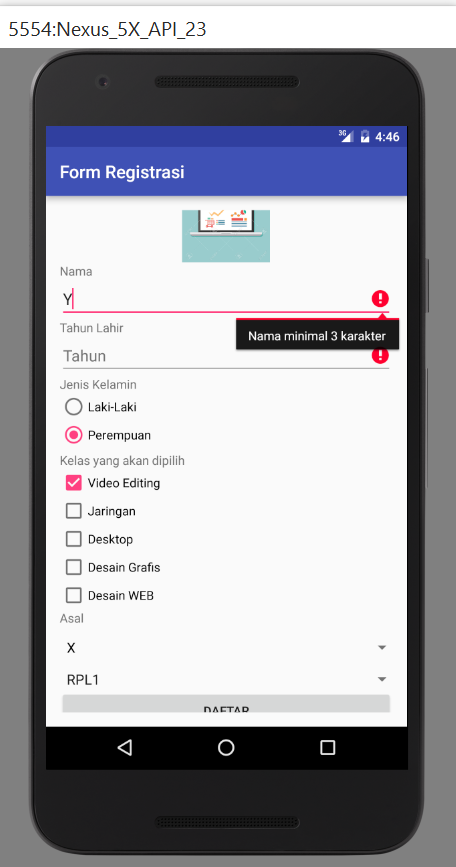 5554:Nexus_5X_API_23
3G 4:46
Form Registrasi
Nama
Y
Tahun Lahir
Nama minimal 3 karakter
Tahun
Jenis Kelamin
Laki-Laki
Perempuan
Kelas yang akan dipilih
Video Editing
Jaringan
Desktop
Desain Grafis
Desain WEB
Asal
X
RPL1
DAFTAR